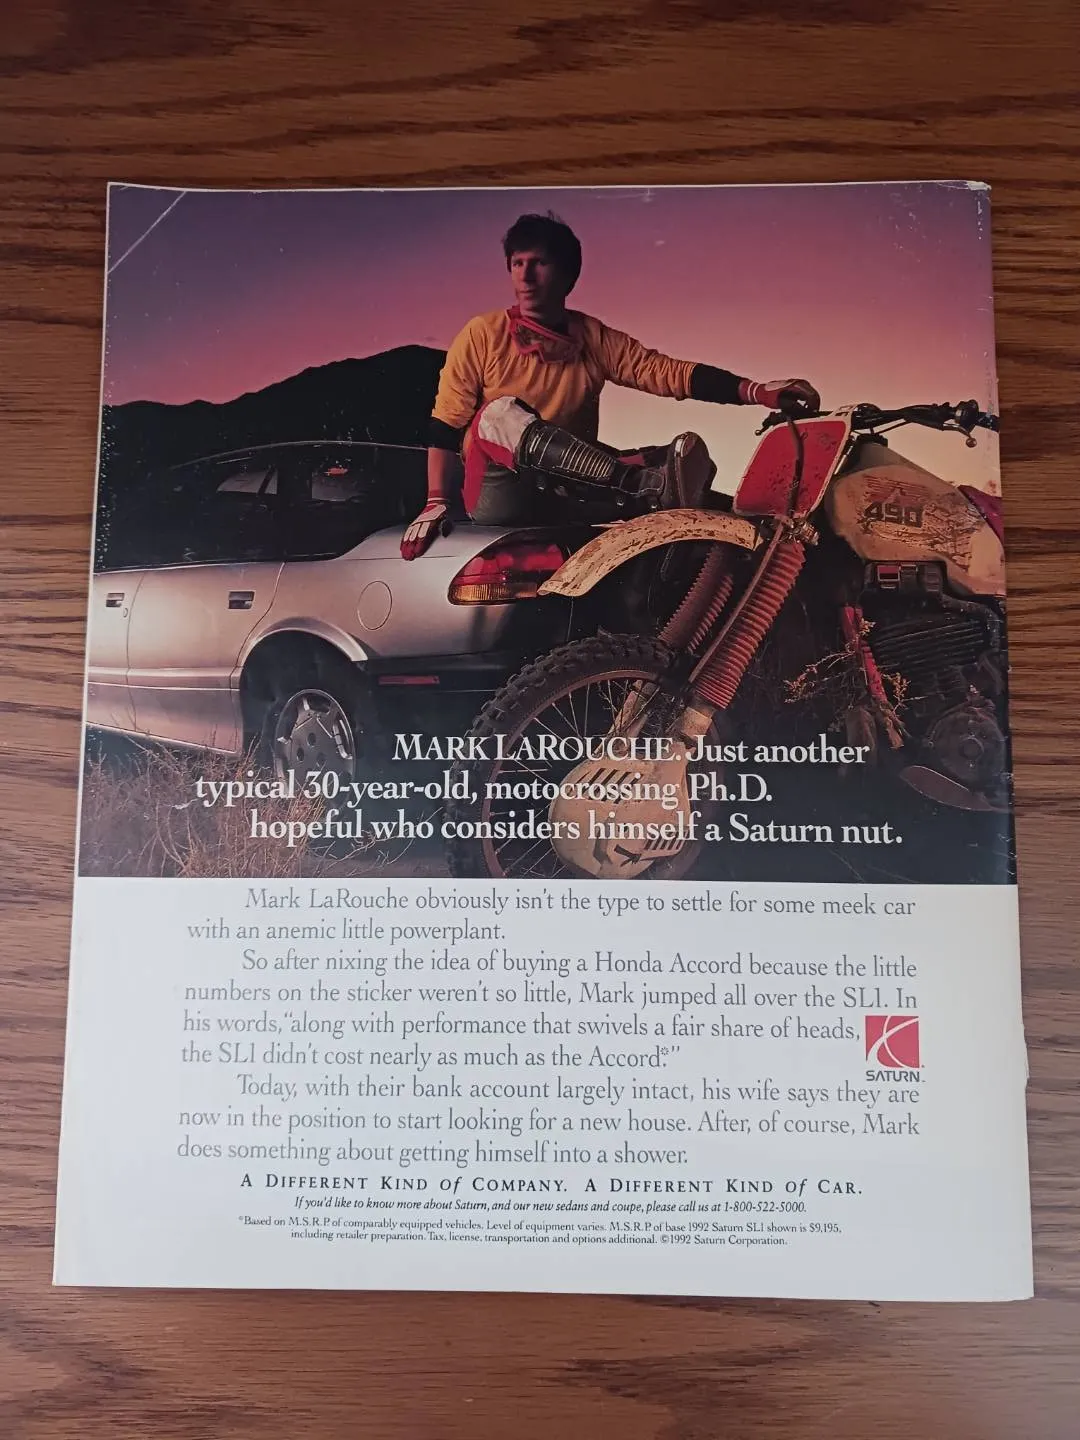 490
MARK LAROUCHE. Just another
typical 30-year-old, motocrossing Ph.D.
hopeful who considers himself a Saturn nut.
Mark LaRouche obviously isn't the type to settle for some meek car
with an anemic little powerplant.
So after nixing the idea of buying a Honda Accord because the little
numbers on the sticker weren't so little, Mark jumped all over the SL1. In
his words, "along with performance that swivels a fair share of heads,
the SL1 didn't cost nearly as much as the Accord*."
SATURN.
Today, with their bank account largely intact, his wife says they are
now in the position to start looking for a new house. After, of course, Mark
does something about getting himself into a shower.
A DIFFERENT KIND of COMPANY. A DIFFERENT KIND of CAR.
If you'd like to know more about Saturn, and our new sedans and coupe, please call us at 1-800-522-5000.
*Based on M.S.R.P. of comparably equipped vehicles. Level of equipment varies. M.S.R.P. of base 1992 Saturn SL1 shown is $9,195,
including retailer preparation. Tax, license, transportation and options additional. ©1992 Saturn Corporation.